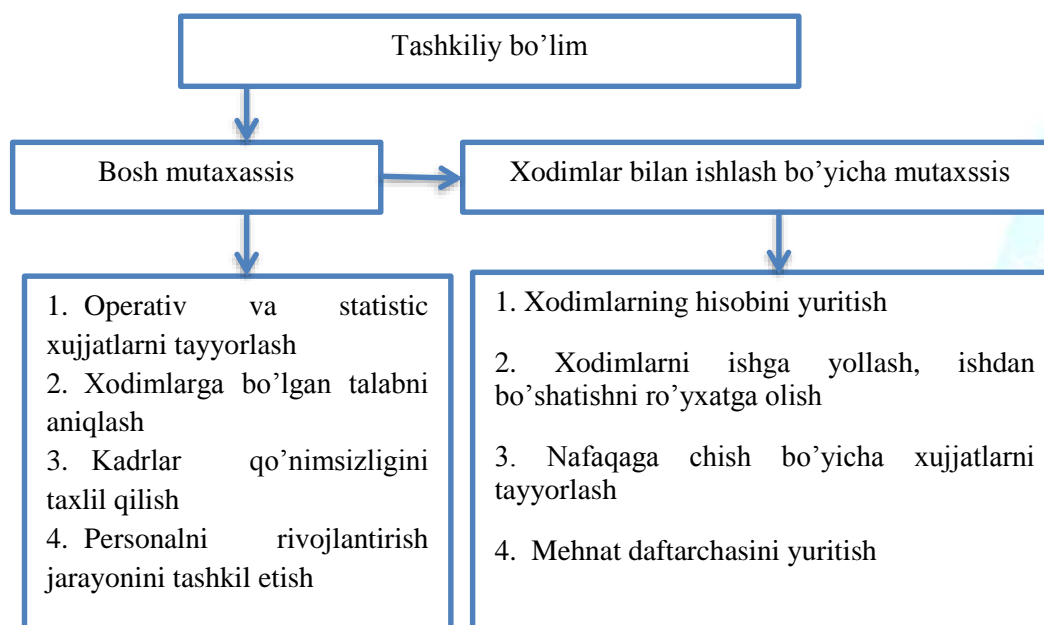 Tashkiliy bo’lim
Bosh mutaxassis
Xodimlar bilan ishlash bo’yicha mutaxssis
1. Operativ va statistic
xujjatlarni tayyorlash
2. Xodimlarga bo’lgan talabni
aniqlash
3. Kadrlar qo’nimsizligini
taxlil qilish
4. Personalni rivojlantirish
jarayonini tashkil etish
1. Xodimlarning hisobini yuritish
2. Xodimlarni ishga yollash, ishdan
bo’shatishni ro’yxatga olish
3. Nafaqaga chish bo’yicha xujjatlarni
tayyorlash
4. Mehnat daftarchasini yuritish